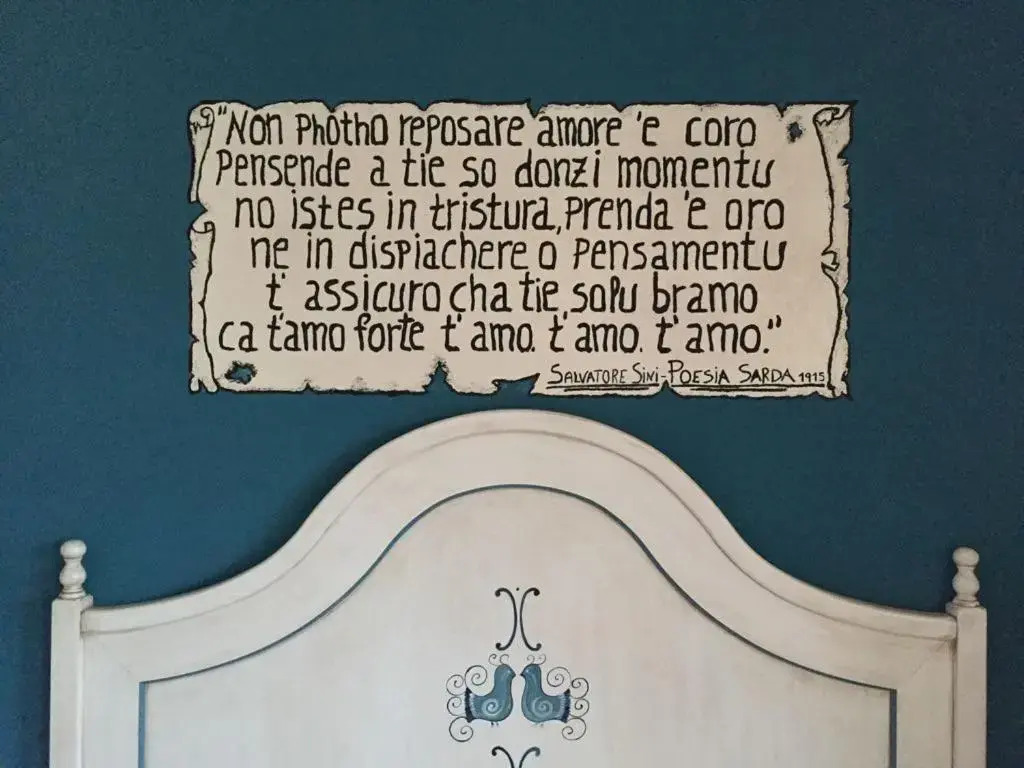 "Non photho reposare amore 'e coro
Pensende a tie so donzi momentu
no istes in tristura, prenda 'e oro
ne in dispiachere o pensamentu
t' assicuro cha tie, solu bramo
ca t'amo forte t'amo. t'amo. t'amo."
SALVATORE SINI-POESIA SARDA 1915